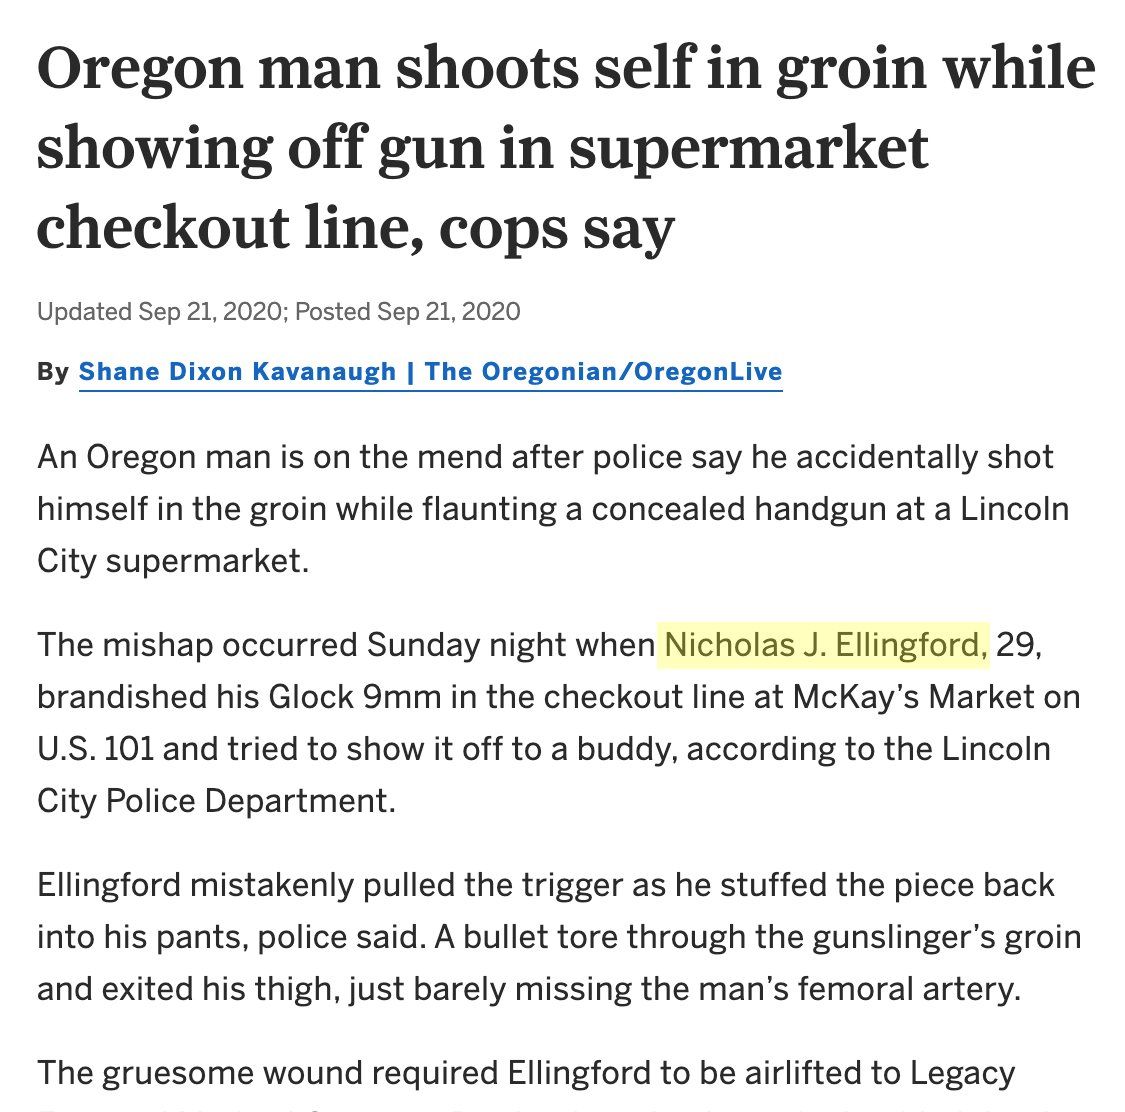 Oregon man shoots self in groin while
showing off gun in supermarket
checkout line, cops say
Updated Sep 21, 2020; Posted Sep 21, 2020
By Shane Dixon Kavanaugh | The Oregonian/OregonLive
An Oregon man is on the mend after police say he accidentally shot
himself in the groin while flaunting a concealed handgun at a Lincoln
City supermarket.
The mishap occurred Sunday night when Nicholas J. Ellingford, 29,
brandished his Glock 9mm in the checkout line at McKay’s Market on
U.S. 101 and tried to show it off to a buddy, according to the Lincoln
City Police Department.
Ellingford mistakenly pulled the trigger as he stuffed the piece back
into his pants, police said. A bullet tore through the gunslinger’s groin
and exited his thigh, just barely missing the man’s femoral artery.
The gruesome wound required Ellingford to be airlifted to Legacy